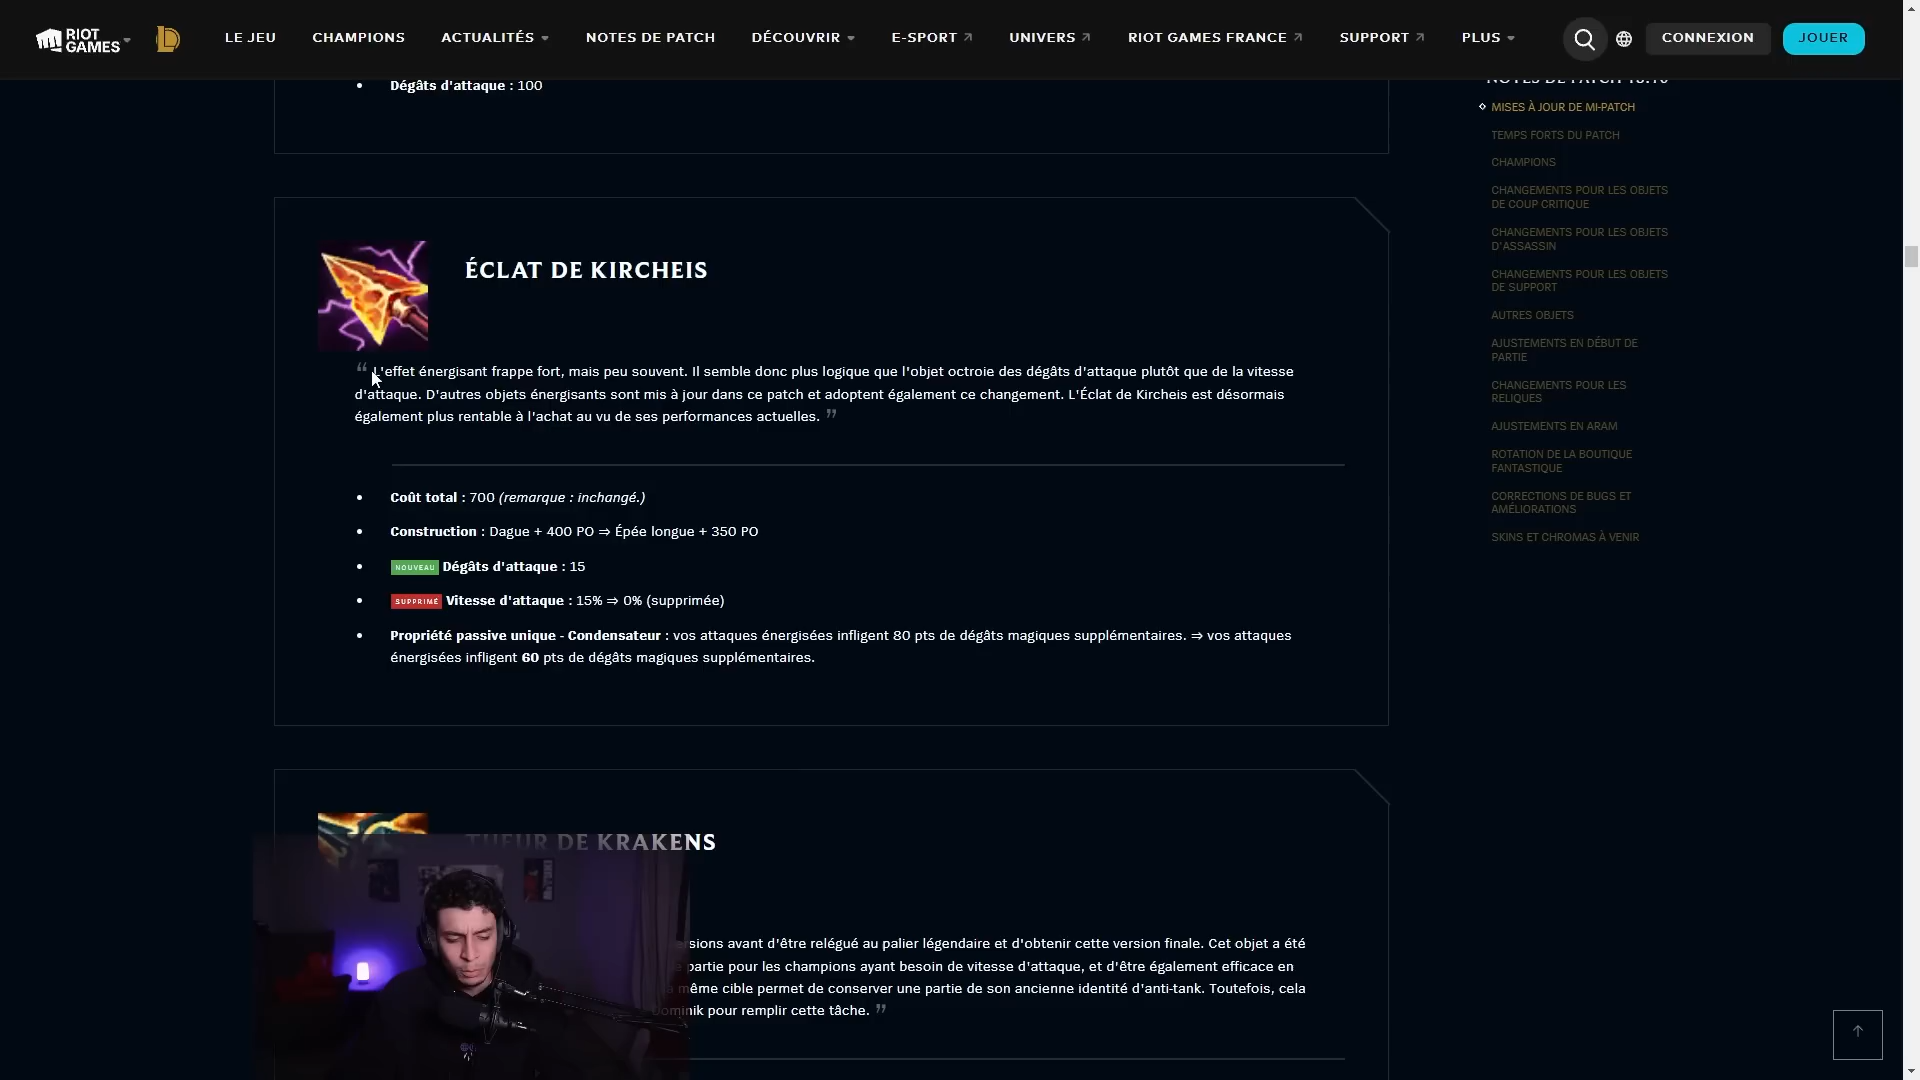 RIOT GAMES
LE JEU
CHAMPIONS
ACTUALITÉS
NOTES DE PATCH
DÉCOUVRIR
E-SPORT
UNIVERS
RIOT GAMES FRANCE
SUPPORT
PLUS
CONNEXION
JOUER
Dégâts d'attaque : 100
ÉCLAT DE KIRCHEIS
“ L'effet énergisant frappe fort, mais peu souvent. Il semble donc plus logique que l'objet octroie des dégâts d'attaque plutôt que de la vitesse
d'attaque. D'autres objets énergisants sont mis à jour dans ce patch et adoptent également ce changement. L'Éclat de Kircheis est désormais
également plus rentable à l'achat au vu de ses performances actuelles. ”
Coût total : 700 (remarque : inchangé.)
Construction : Dague + 400 PO ⇒ Épée longue + 350 PO
NOUVEAU Dégâts d'attaque : 15
SUPPRIMÉ Vitesse d'attaque : 15% ⇒ 0% (supprimée)
Propriété passive unique - Condensateur : vos attaques énergisées infligent 80 pts de dégâts magiques supplémentaires. ⇒ vos attaques
énergisées infligent 60 pts de dégâts magiques supplémentaires.
TUEUR DE KRAKENS
avant d'être relégué au palier légendaire et d'obtenir cette version finale. Cet objet a été
partie pour les champions ayant besoin de vitesse d'attaque, et d'être également efficace en
même cible permet de conserver une partie de son ancienne identité d'anti-tank. Toutefois, cela
Dominik pour remplir cette tâche. ”
MISES À JOUR DE MI-PATCH
TEMPS FORTS DU PATCH
CHAMPIONS
CHANGEMENTS POUR LES OBJETS
DE COUP CRITIQUE
CHANGEMENTS POUR LES OBJETS
D'ASSASSIN
CHANGEMENTS POUR LES OBJETS
DE SUPPORT
AUTRES OBJETS
AJUSTEMENTS EN DÉBUT DE
PARTIE
CHANGEMENTS POUR LES
RELIQUES
AJUSTEMENTS EN ARAM
ROTATION DE LA BOUTIQUE
FANTASTIQUE
CORRECTIONS DE BUGS ET
AMÉLIORATIONS
SKINS ET CHROMAS À VENIR